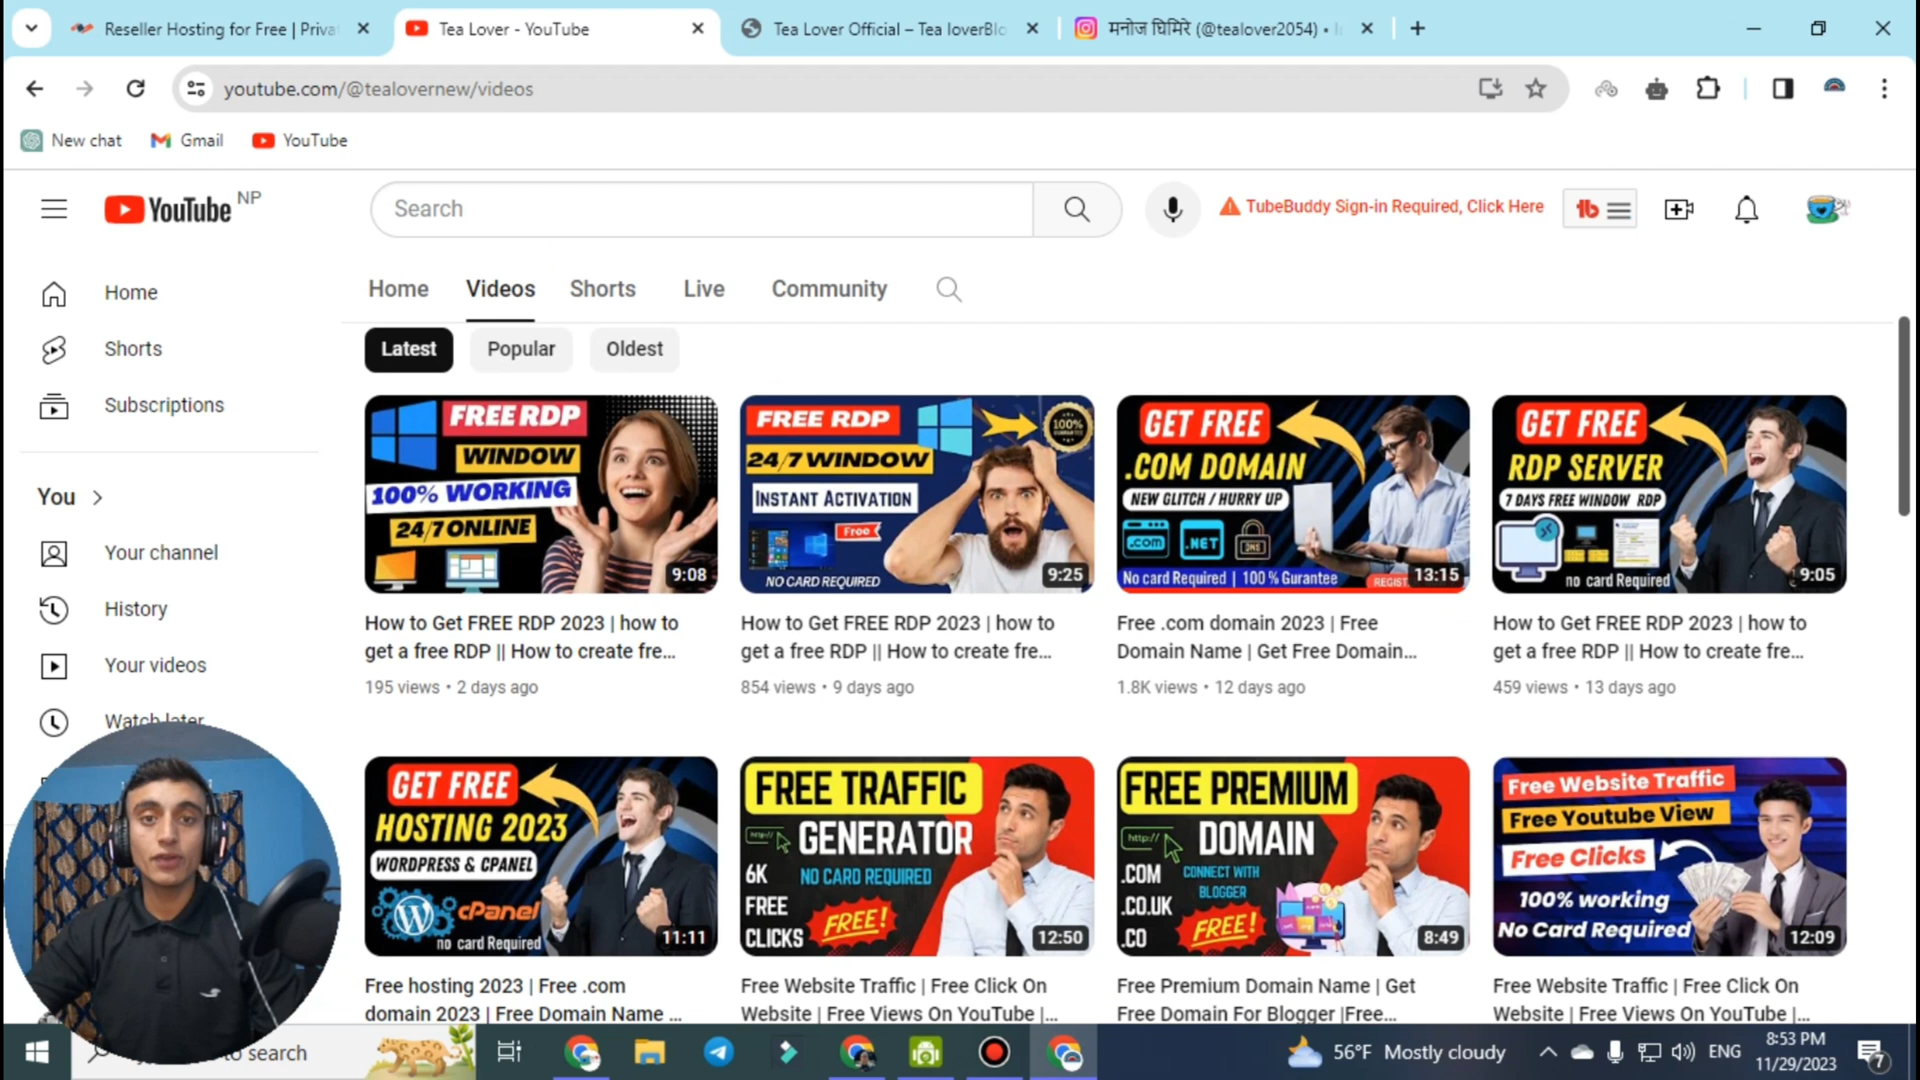 Reseller Hosting for Free | Priva
Tea Lover - YouTube
Tea Lover Official – Tea loverBlo
मनोज घिमिरे (@tealover2054) • I
youtube.com/@tealovernew/videos
New chat
Gmail
YouTube
YouTube NP
Search
TubeBuddy Sign-in Required, Click Here
tb
Home
Videos
Shorts
Live
Community
Latest
Popular
Oldest
Home
Shorts
Subscriptions
You
Your channel
History
Your videos
Watch later
FREE RDP
WINDOW
100% WORKING
24/7 ONLINE
9:08
How to Get FREE RDP 2023 | how to
get a free RDP || How to create fre...
195 views • 2 days ago
FREE RDP
100%
24/7 WINDOW
INSTANT ACTIVATION
Free
NO CARD REQUIRED
9:25
How to Get FREE RDP 2023 | how to
get a free RDP || How to create fre...
854 views • 9 days ago
GET FREE
.COM DOMAIN
NEW GLITCH / HURRY UP
.com
.NET
DNS
No card Required | 100 % Gurantee
REGIST
13:15
Free .com domain 2023 | Free
Domain Name | Get Free Domain...
1.8K views • 12 days ago
GET FREE
RDP SERVER
7 DAYS FREE WINDOW RDP
no card Required
9:05
How to Get FREE RDP 2023 | how to
get a free RDP || How to create fre...
459 views • 13 days ago
GET FREE
HOSTING 2023
WORDPRESS & CPANEL
cPanel
no card Required
11:11
Free hosting 2023 | Free .com
domain 2023 | Free Domain Name ...
FREE TRAFFIC
http://
GENERATOR
6K
FREE
CLICKS
NO CARD REQUIRED
FREE!
12:50
Free Website Traffic | Free Click On
Website | Free Views On YouTube |...
FREE PREMIUM
http://
DOMAIN
.COM
.CO.UK
.CO
CONNECT WITH
BLOGGER
FREE!
8:49
Free Premium Domain Name | Get
Free Domain For Blogger |Free...
Free Website Traffic
Free Youtube View
Free Clicks
100% working
No Card Required
12:09
Free Website Traffic | Free Click On
Website | Free Views On YouTube |...
to search
56°F Mostly cloudy
ENG
8:53 PM
11/29/2023
7